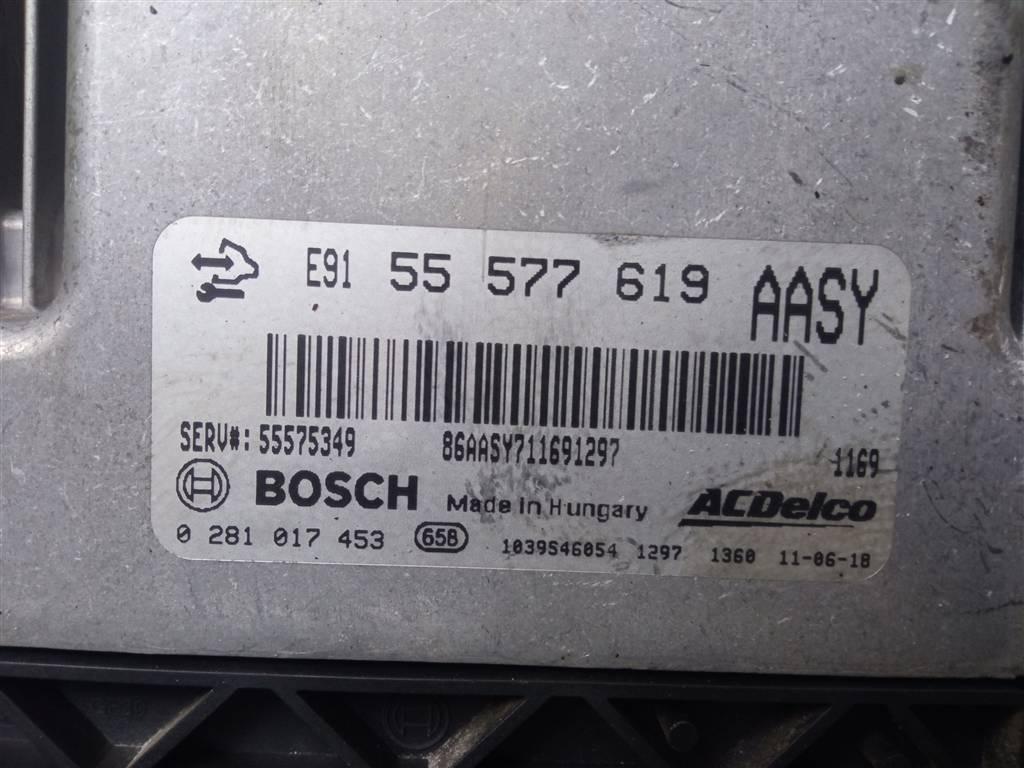 E91 55 577 619 AASY
SERV#: 55575349 86AASY711691297 1169
BOSCH Made in Hungary ACDelco
0 281 017 453 658 1039S46054 1297 1360 11-06-18